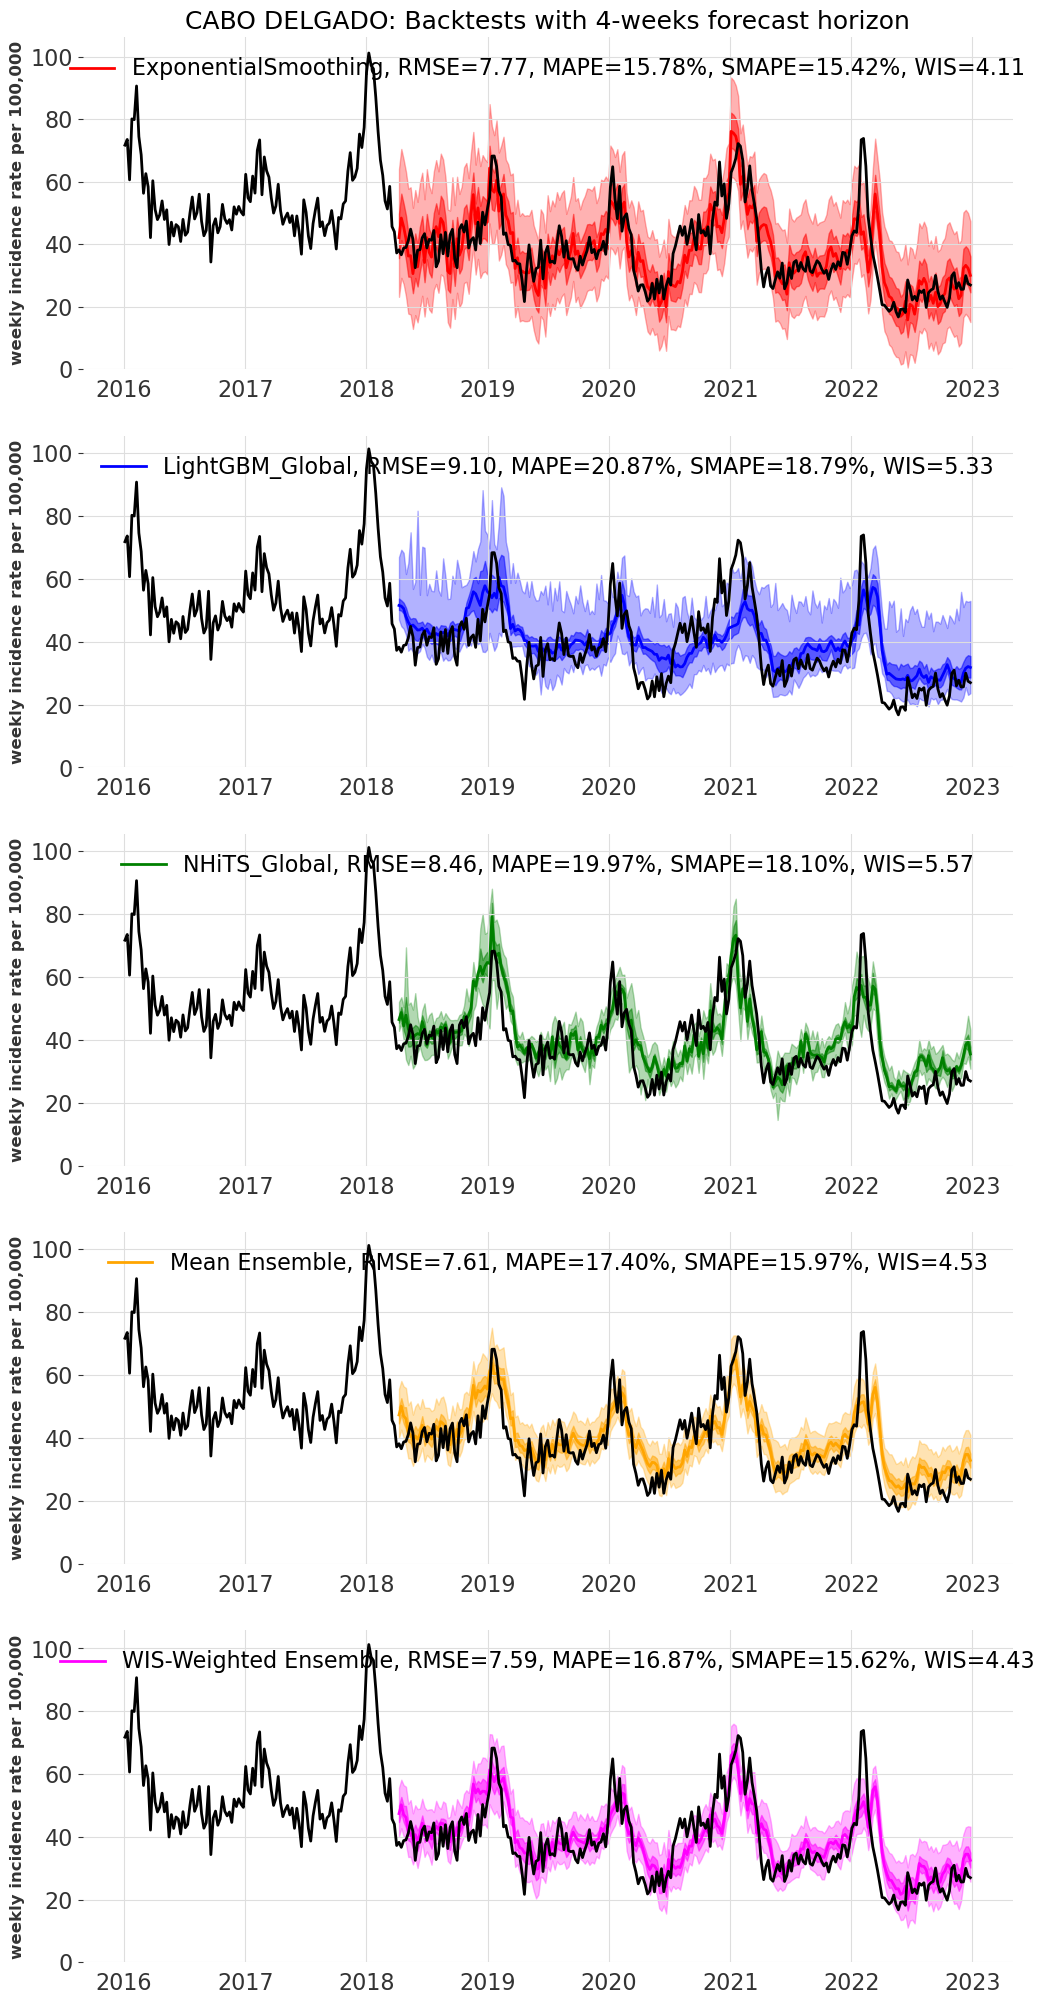 CABO DELGADO: Backtests with 4-weeks forecast horizon
ExponentialSmoothing, RMSE=7.77, MAPE=15.78%, SMAPE=15.42%, WIS=4.11
weekly incidence rate per 100,000
100
80
60
40
20
0
2016 2017 2018 2019 2020 2021 2022 2023
LightGBM_Global, RMSE=9.10, MAPE=20.87%, SMAPE=18.79%, WIS=5.33
weekly incidence rate per 100,000
100
80
60
40
20
0
2016 2017 2018 2019 2020 2021 2022 2023
NHiTS_Global, RMSE=8.46, MAPE=19.97%, SMAPE=18.10%, WIS=5.57
weekly incidence rate per 100,000
100
80
60
40
20
0
2016 2017 2018 2019 2020 2021 2022 2023
Mean Ensemble, RMSE=7.61, MAPE=17.40%, SMAPE=15.97%, WIS=4.53
weekly incidence rate per 100,000
100
80
60
40
20
0
2016 2017 2018 2019 2020 2021 2022 2023
WIS-Weighted Ensemble, RMSE=7.59, MAPE=16.87%, SMAPE=15.62%, WIS=4.43
weekly incidence rate per 100,000
100
80
60
40
20
0
2016 2017 2018 2019 2020 2021 2022 2023